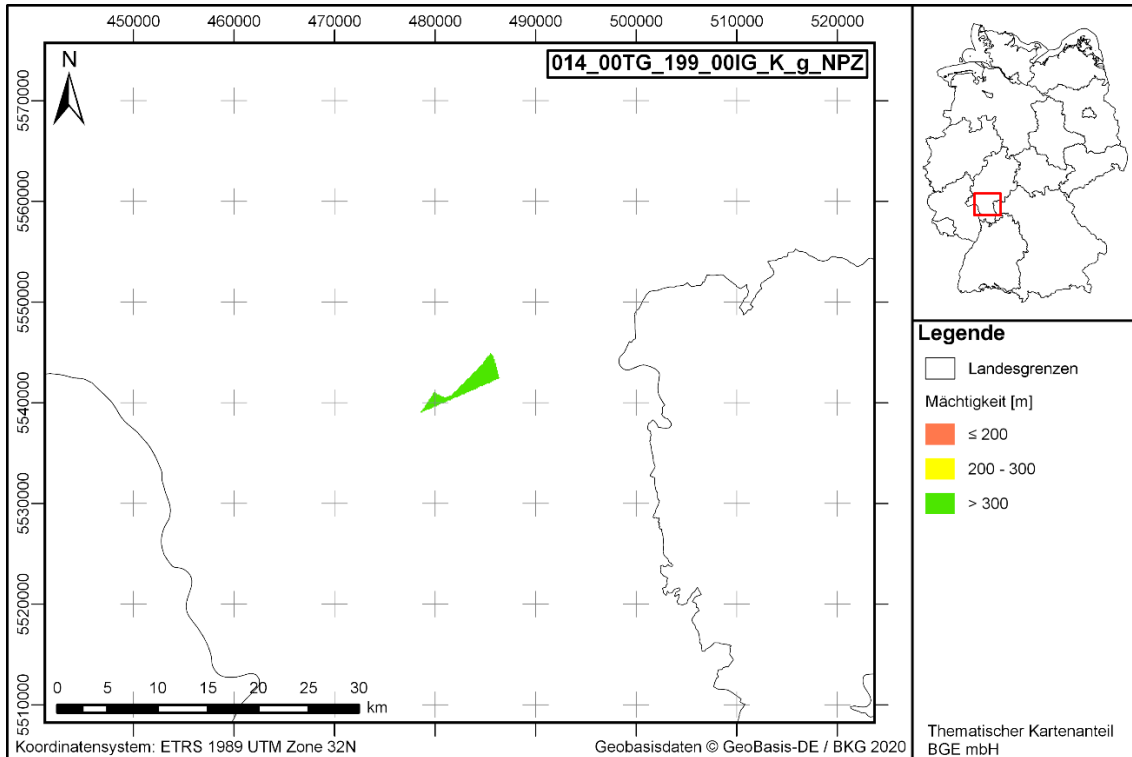 450000 460000 470000 480000 490000 500000 510000 520000
014_00TG_199_00IG_K_g_NPZ
N
5570000
5560000
5550000
5540000
5530000
5520000
5510000
0 5 10 15 20 25 30
km
Koordinatensystem: ETRS 1989 UTM Zone 32N
Geobasisdaten © GeoBasis-DE / BKG 2020
Legende
Landesgrenzen
Mächtigkeit [m]
≤ 200
200 - 300
> 300
Thematischer Kartenanteil
BGE mbH